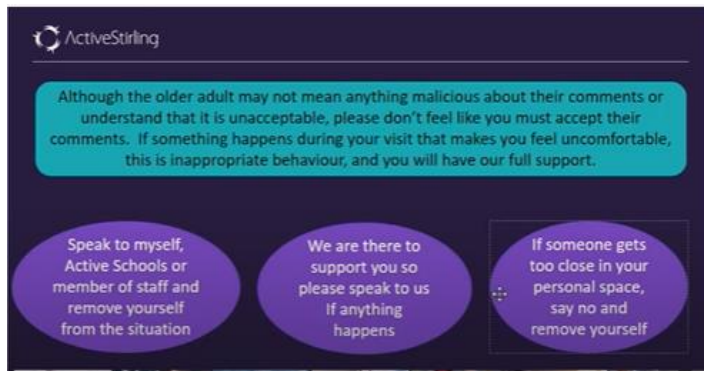 ActiveStirling
Although the older adult may not mean anything malicious about their comments or
understand that it is unacceptable, please don't feel like you must accept their
comments.  If something happens during your visit that makes you feel uncomfortable,
this is inappropriate behaviour, and you will have our full support.
Speak to myself,
Active Schools or
member of staff and
remove yourself
from the situation
We are there to
support you so
please speak to us
If anything
happens
If someone gets
too close in your
personal space,
say no and
remove yourself